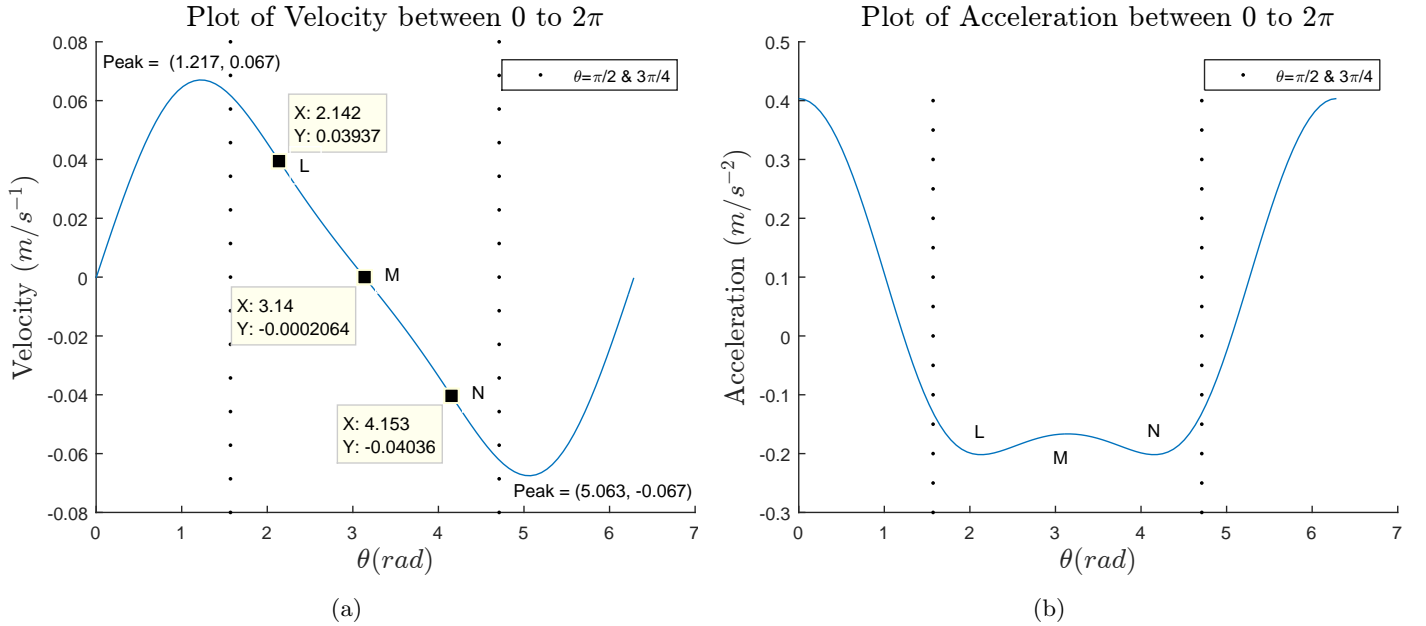 Plot of Velocity between 0 to 2π
0.08
0.06
0.04
0.02
0
-0.02
-0.04
-0.06
-0.08
Velocity (m/s⁻¹)
Peak = (1.217, 0.067)
θ=π/2 & 3π/4
X: 2.142
Y: 0.03937
L
M
X: 3.14
Y: -0.0002064
N
X: 4.153
Y: -0.04036
Peak = (5.063, -0.067)
0 1 2 3 4 5 6 7
θ(rad)
(a)
Plot of Acceleration between 0 to 2π
0.5
0.4
0.3
0.2
0.1
0
-0.1
-0.2
-0.3
Acceleration (m/s⁻²)
θ=π/2 & 3π/4
L
M
N
0 1 2 3 4 5 6 7
θ(rad)
(b)